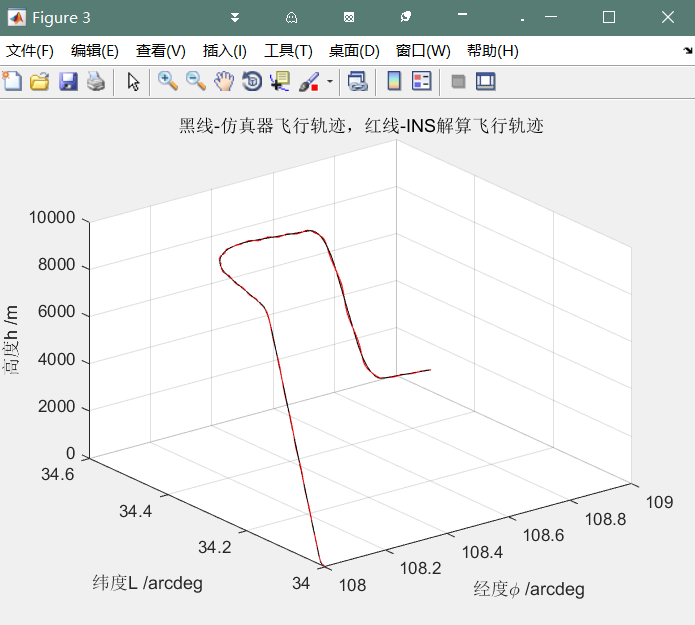 Figure 3
文件(F) 编辑(E) 查看(V) 插入(I) 工具(T) 桌面(D) 窗口(W) 帮助(H)
黑线-仿真器飞行轨迹，红线-INS解算飞行轨迹
10000
8000
6000
4000
2000
0
高度h /m
34.6
34.4
34.2
34
纬度L /arcdeg
108
108.2
108.4
108.6
108.8
109
经度ϕ /arcdeg